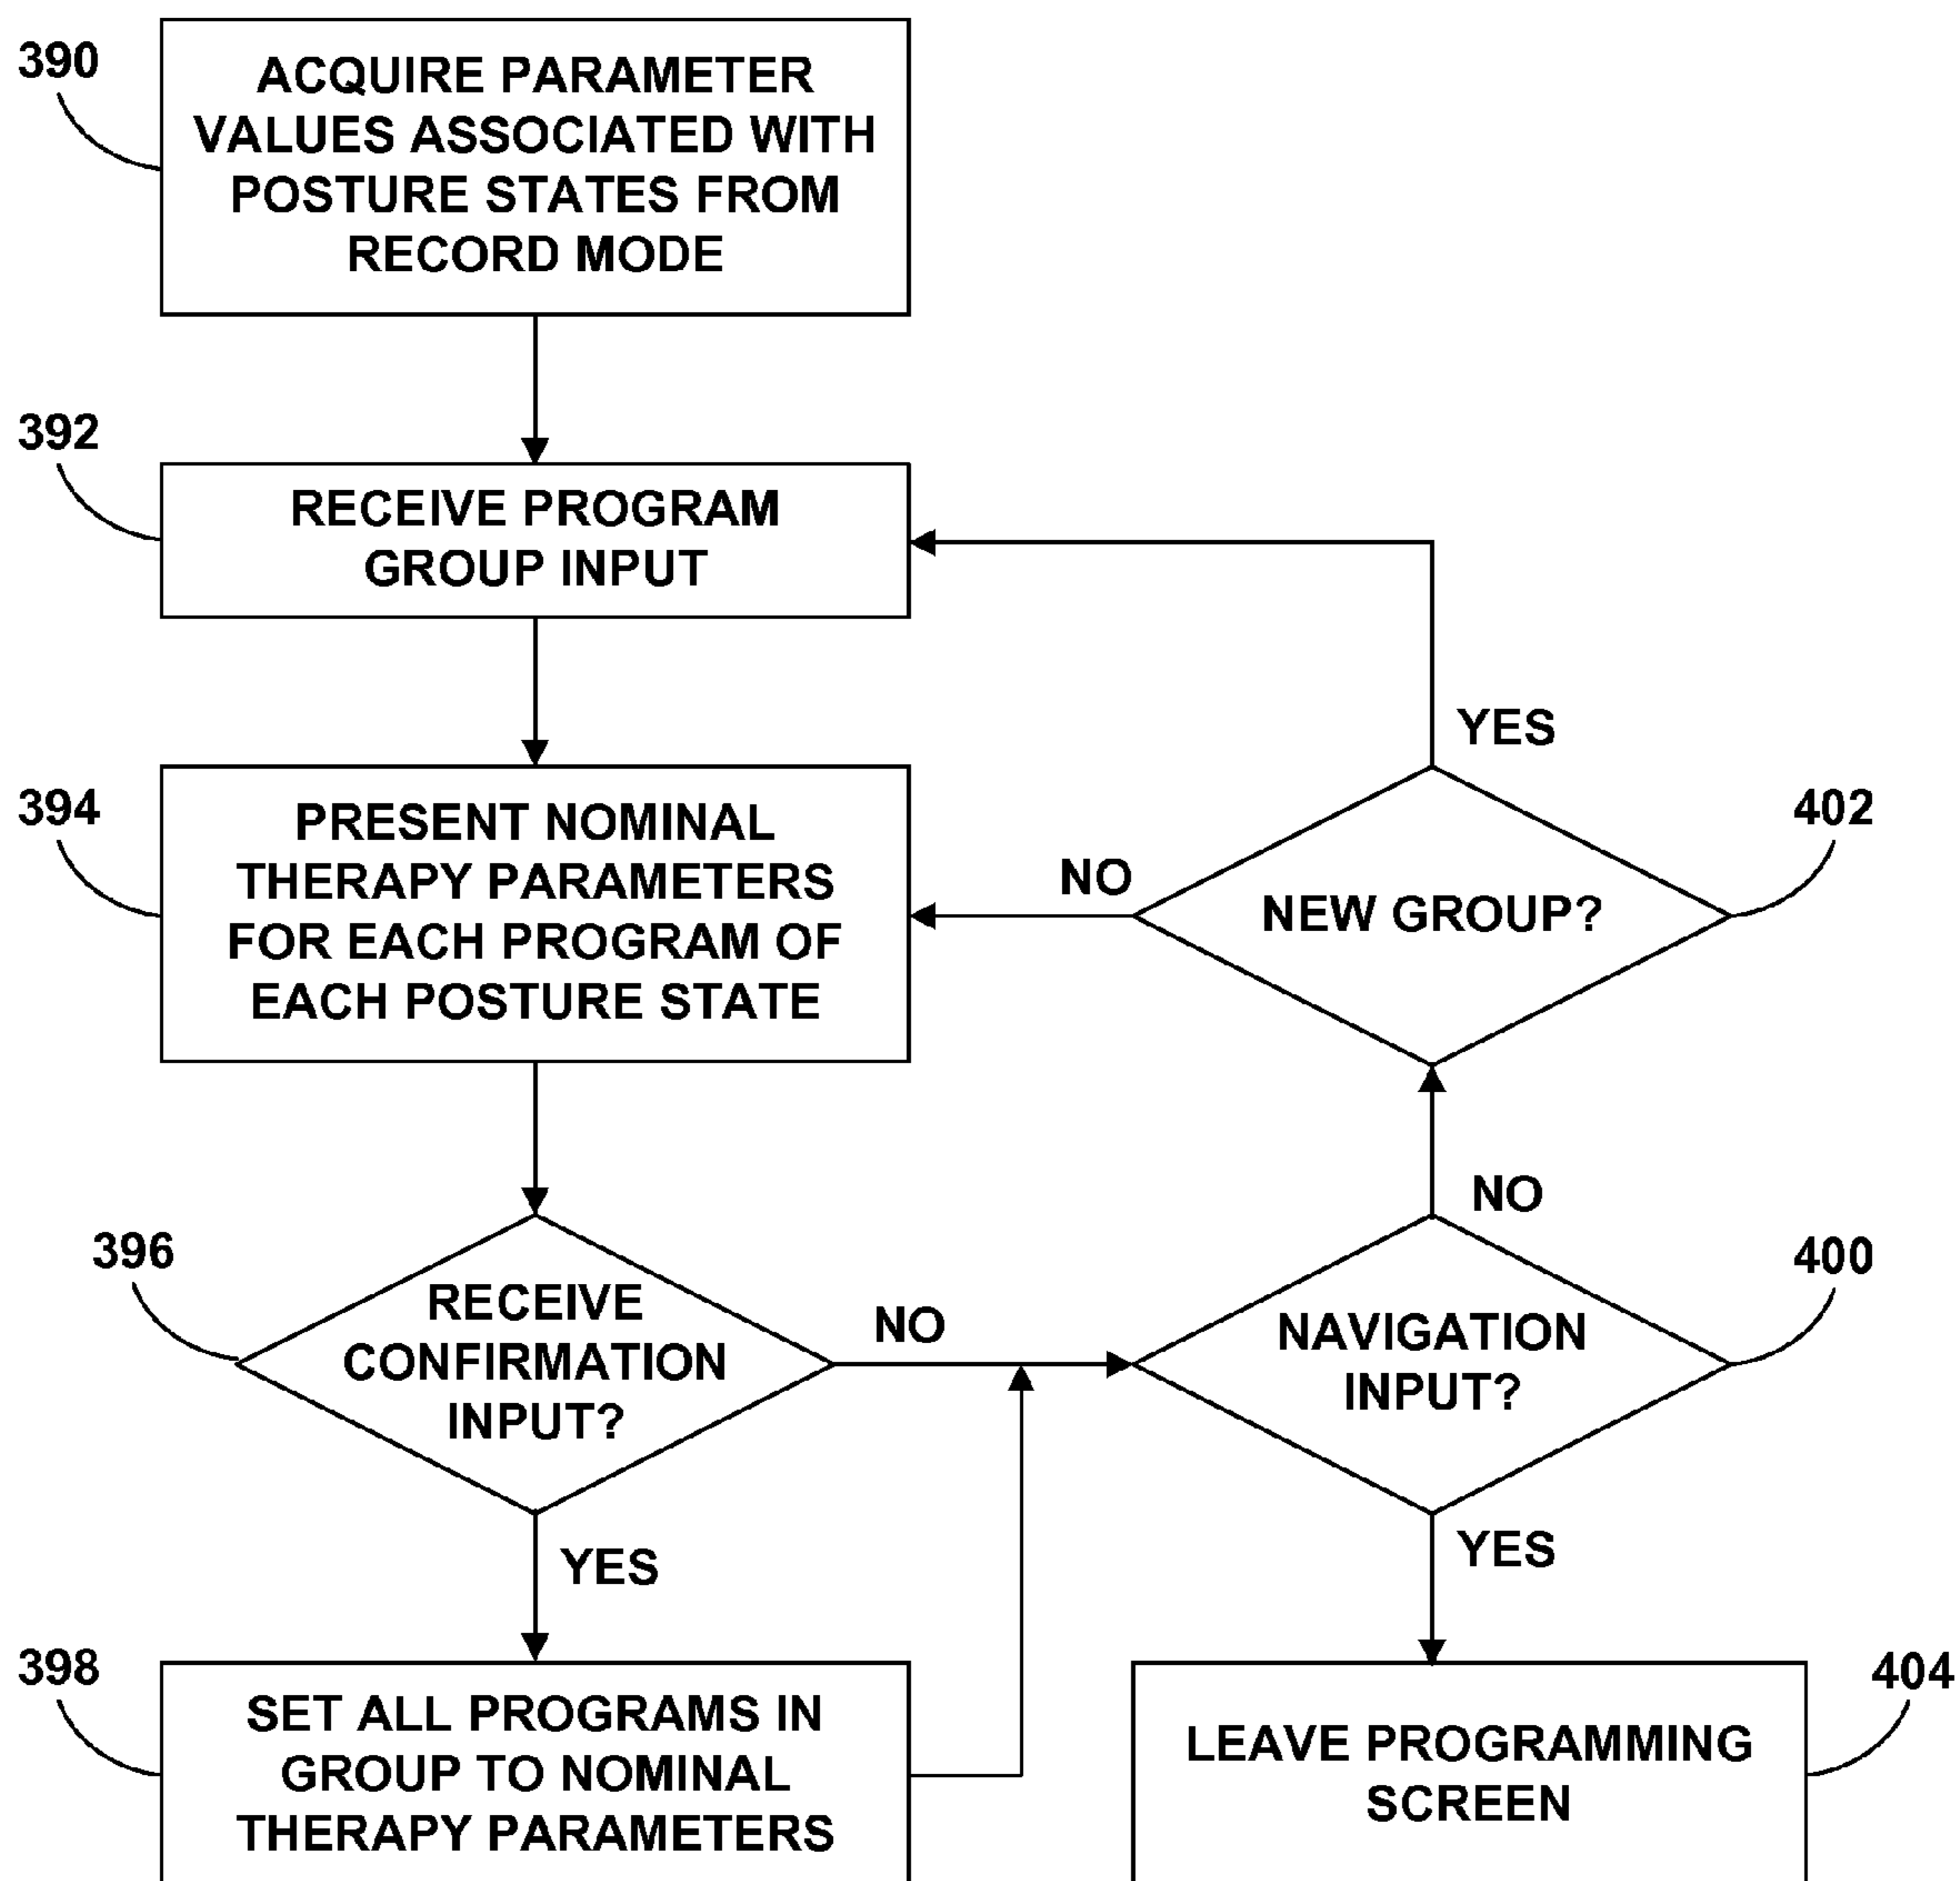 390
ACQUIRE PARAMETER
VALUES ASSOCIATED WITH
POSTURE STATES FROM
RECORD MODE
392
RECEIVE PROGRAM
GROUP INPUT
YES
394
PRESENT NOMINAL
THERAPY PARAMETERS
FOR EACH PROGRAM OF
EACH POSTURE STATE
NO
NEW GROUP?
402
NO
396
RECEIVE
CONFIRMATION
INPUT?
NO
NAVIGATION
INPUT?
400
YES
YES
398
SET ALL PROGRAMS IN
GROUP TO NOMINAL
THERAPY PARAMETERS
LEAVE PROGRAMMING
SCREEN
404